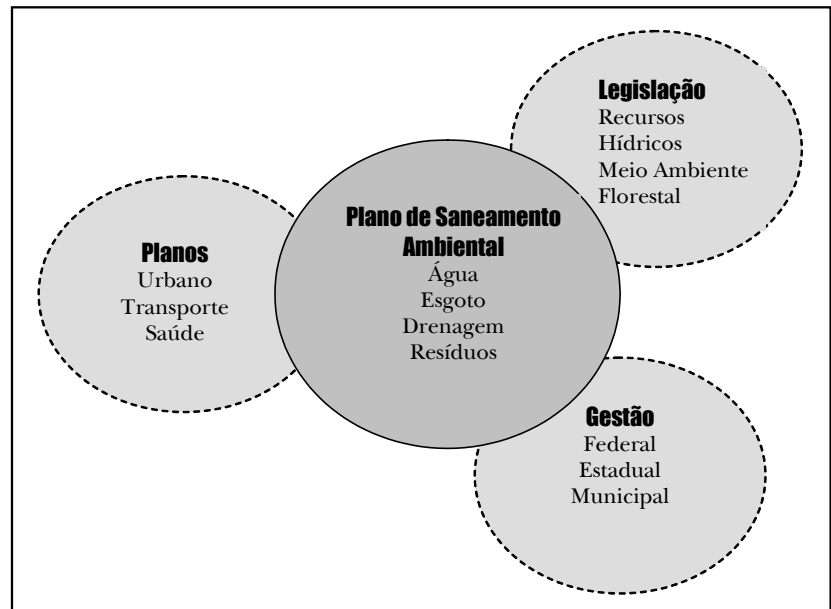 Legislação
Recursos
Hídricos
Meio Ambiente
Florestal
Plano de Saneamento
Ambiental
Água
Esgoto
Drenagem
Resíduos
Planos
Urbano
Transporte
Saúde
Gestão
Federal
Estadual
Municipal